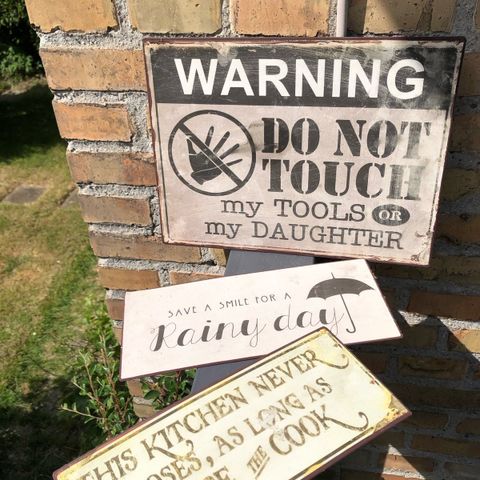 WARNING
DO NOT
TOUCH
my TOOLS OR
my DAUGHTER
SAVE A SMILE FOR A
Rainy day
THIS KITCHEN NEVER
OSES, AS LONG AS
THE COOK